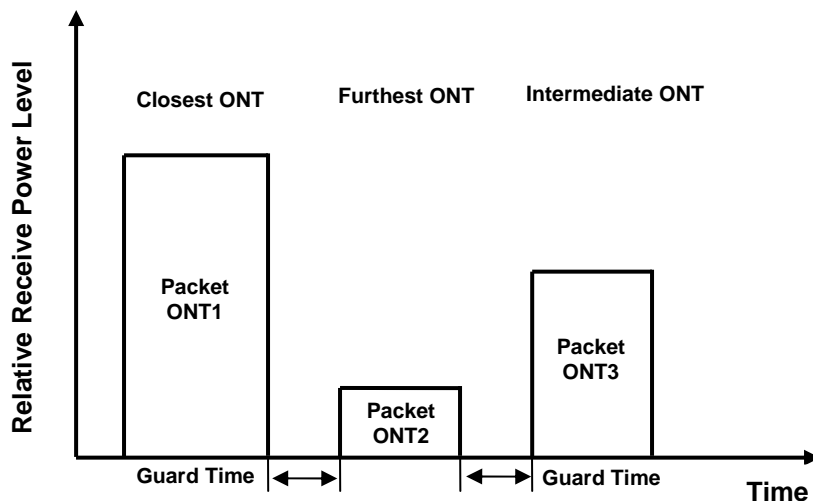 Relative Receive Power Level
Closest ONT
Furthest ONT
Intermediate ONT
Packet
ONT1
Packet
ONT2
Packet
ONT3
Guard Time
Guard Time
Time